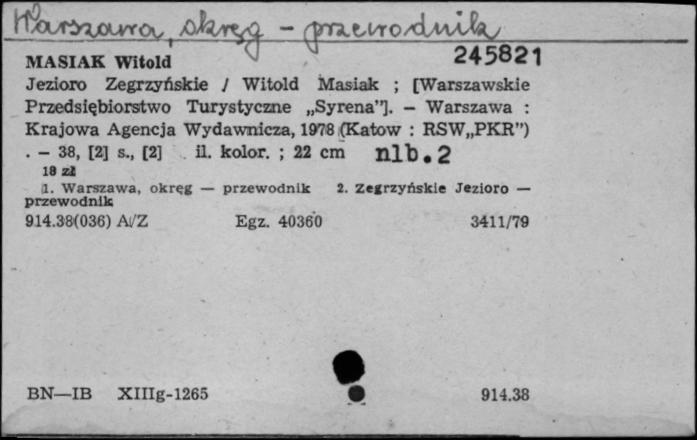 Warszawa, okręg - przewodnik
245821
MASIAK Witold
Jezioro Zegrzyńskie / Witold Masiak ; [Warszawskie
Przedsiębiorstwo Turystyczne „Syrena”]. — Warszawa :
Krajowa Agencja Wydawnicza, 1978 (Katow : RSW„PKR”)
. — 38, [2] s., [2] . il. kolor. ; 22 cm nlb.2
18 zł
1. Warszawa, okręg — przewodnik 2. Zegrzyńskie Jezioro —
przewodnik
914.38(036) A/Z Egz. 40360 3411/79
BN—IB XIIIg-1265 914.38